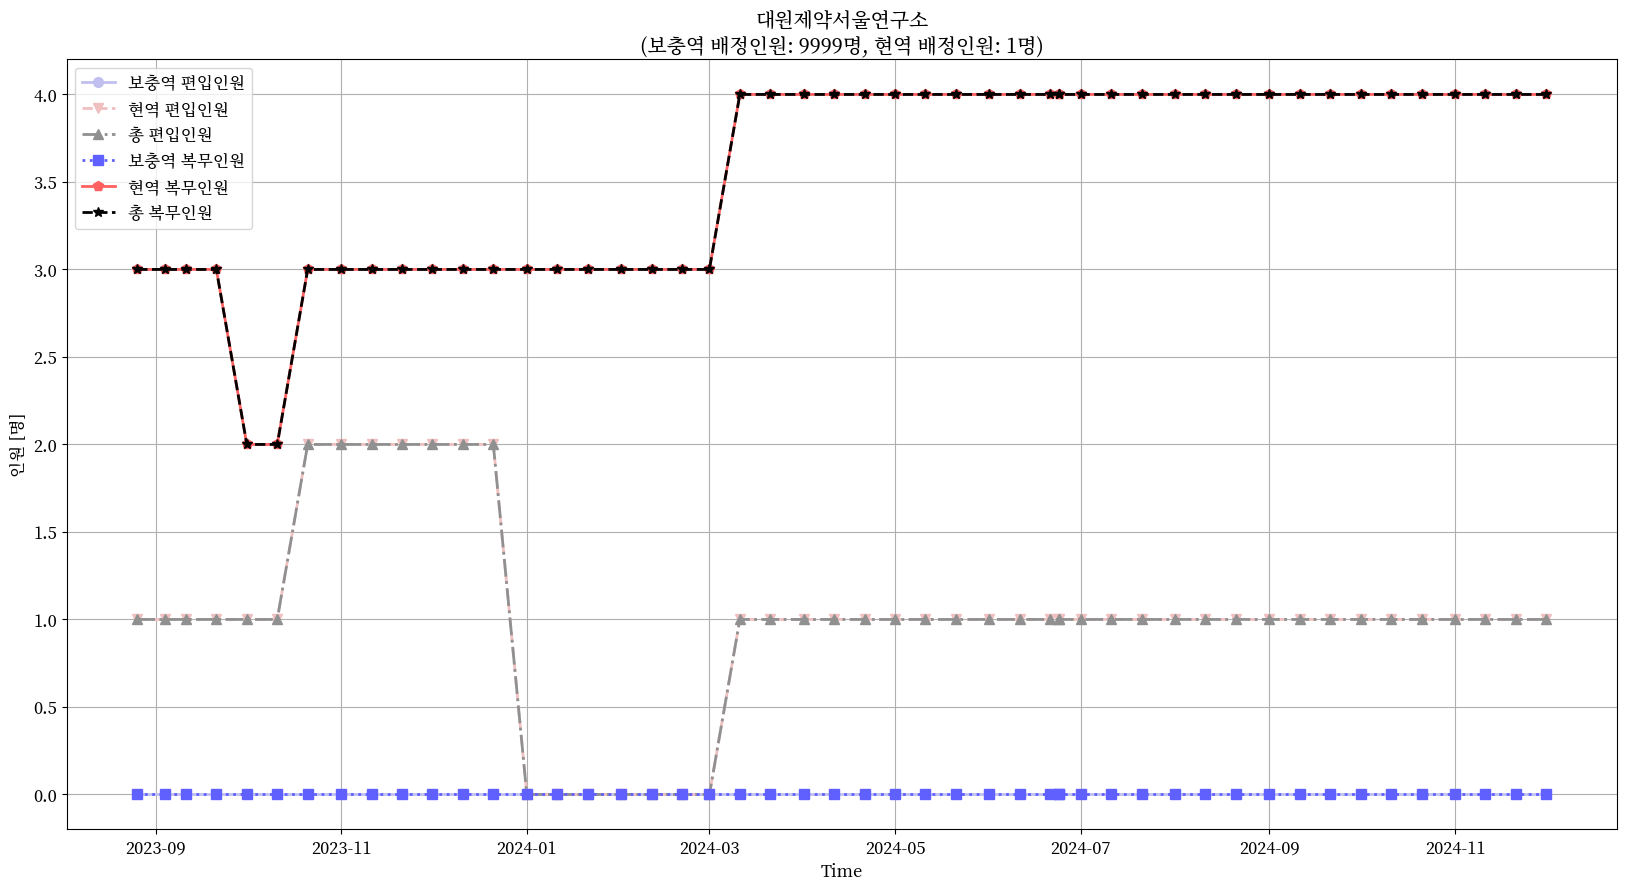 대원제약서울연구소
(보충역 배정인원: 9999명, 현역 배정인원: 1명)
보충역 편입인원
현역 편입인원
총 편입인원
보충역 복무인원
현역 복무인원
총 복무인원
4.0
3.5
3.0
2.5
2.0
1.5
1.0
0.5
0.0
인원 [명]
2023-09 2023-11 2024-01 2024-03 2024-05 2024-07 2024-09 2024-11
Time